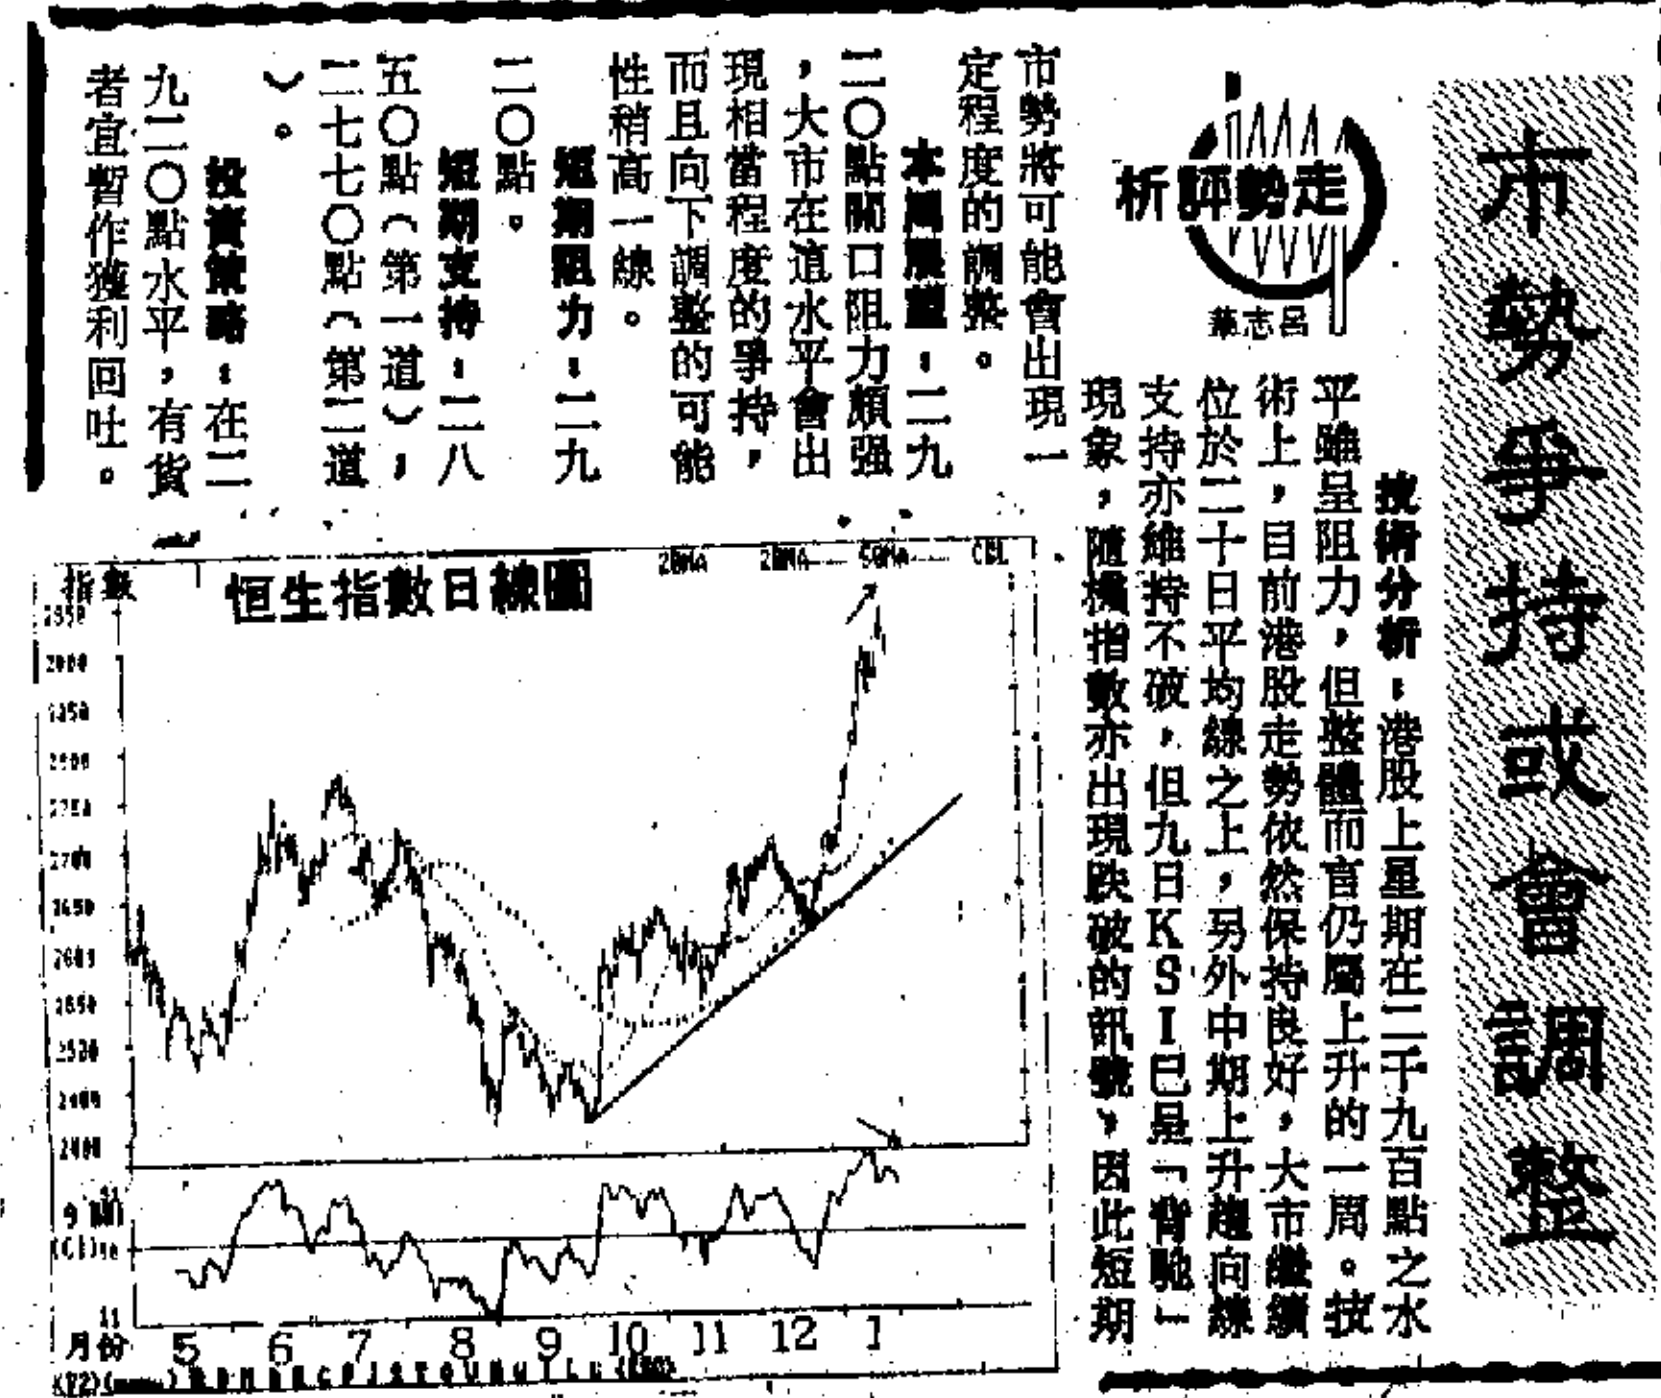 市勢爭持或會調整
走勢評析
技術分析：港股上星期在二千九百點之水
平雖呈阻力，但整體而言仍屬上升的一周。技
術上，目前港股走勢依然保持良好，大市繼續
位於二十日平均線之上，另外中期上升趨向線
支持亦維持不破，但九日KSI已呈「背馳」
現象，隨機指數亦出現跌破的訊號，因此短期
市勢將可能會出現一
定程度的調整。
本周展望：二九
二〇點關口阻力頗强
，大市在這水平會出
現相當程度的爭持，
而且向下調整的可能
性稍高一線。
短期阻力：二九
二〇點。
短期支持：二八
五〇點（第一道），
二七七〇點（第二道
）。
投資策略：在二
九二〇點水平，有貨
者宜暫作獲利回吐。
恒生指數日線圖
指數
2750
2700
2650
2600
2500
2400
月份 5 6 7 8 9 10 11 12 1